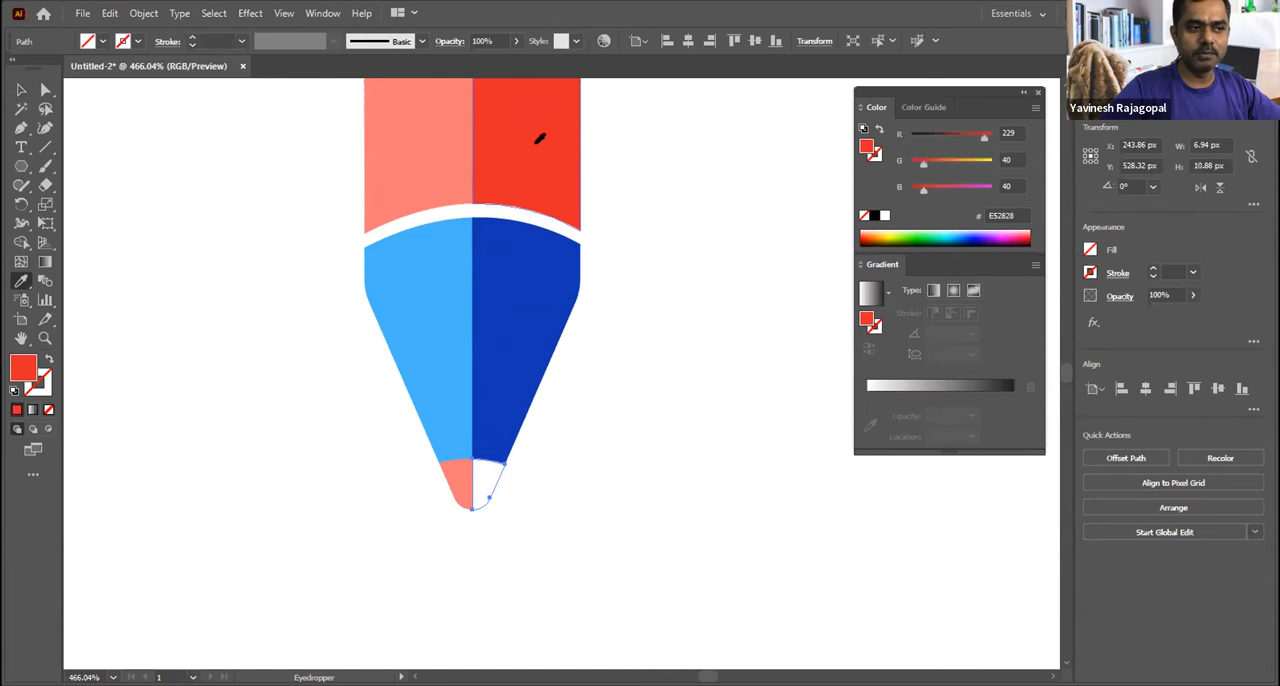 Ai File Edit Object Type Select Effect View Window Help Essentials
Path Stroke: Basic Opacity: 100% Style: Transform
Yavinesh Rajagopal
Untitled-2* @ 466.04% (RGB/Preview)
Color Color Guide
R 229
G 40
B 40
# E52828
Gradient
Type:
Stroke:
Opacity:
Location:
Transform
X: 243.86 px W: 6.94 px
Y: 528.32 px H: 10.88 px
0°
Appearance
Fill
Stroke
Opacity 100%
fx
Align
Quick Actions
Offset Path Recolor
Align to Pixel Grid
Arrange
Start Global Edit
466.04% 1 Eyedropper